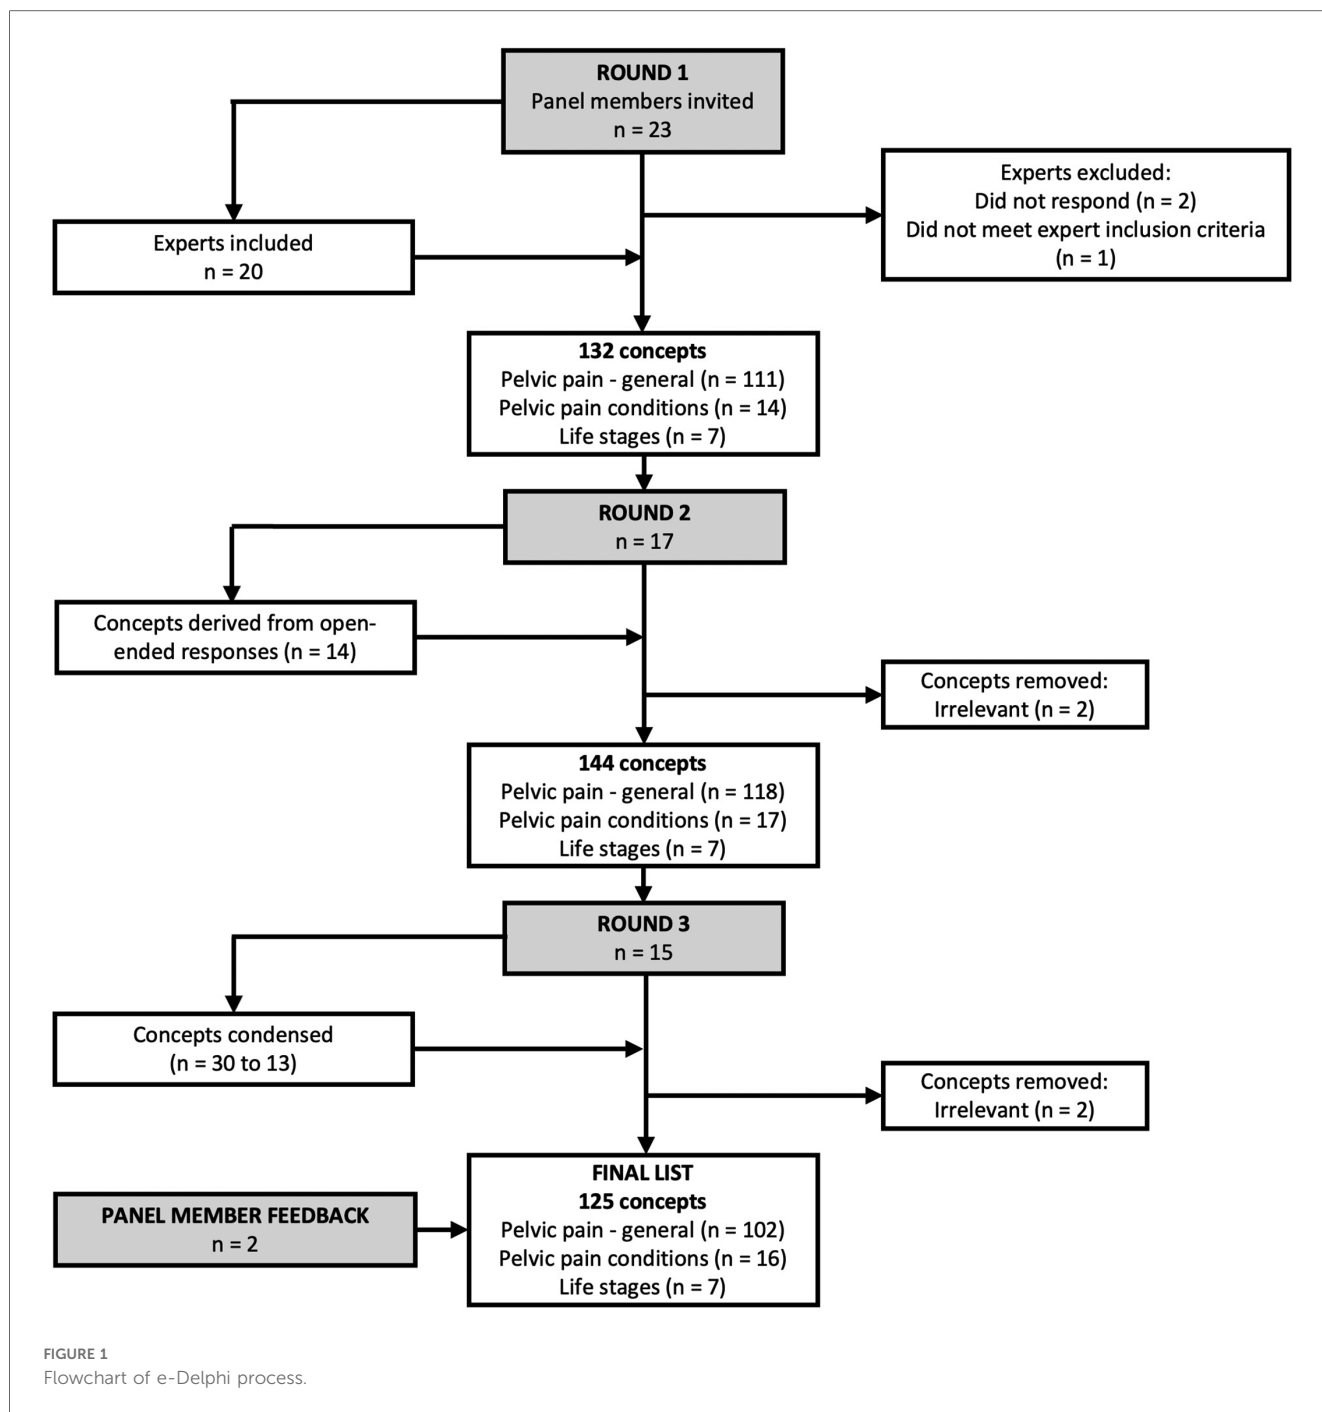 ROUND 1
Panel members invited
n = 23
Experts excluded:
Did not respond (n = 2)
Did not meet expert inclusion criteria
(n = 1)
Experts included
n = 20
132 concepts
Pelvic pain - general (n = 111)
Pelvic pain conditions (n = 14)
Life stages (n = 7)
ROUND 2
n = 17
Concepts derived from open-
ended responses (n = 14)
Concepts removed:
Irrelevant (n = 2)
144 concepts
Pelvic pain - general (n = 118)
Pelvic pain conditions (n = 17)
Life stages (n = 7)
ROUND 3
n = 15
Concepts condensed
(n = 30 to 13)
Concepts removed:
Irrelevant (n = 2)
FINAL LIST
125 concepts
Pelvic pain - general (n = 102)
Pelvic pain conditions (n = 16)
Life stages (n = 7)
PANEL MEMBER FEEDBACK
n = 2
FIGURE 1
Flowchart of e-Delphi process.